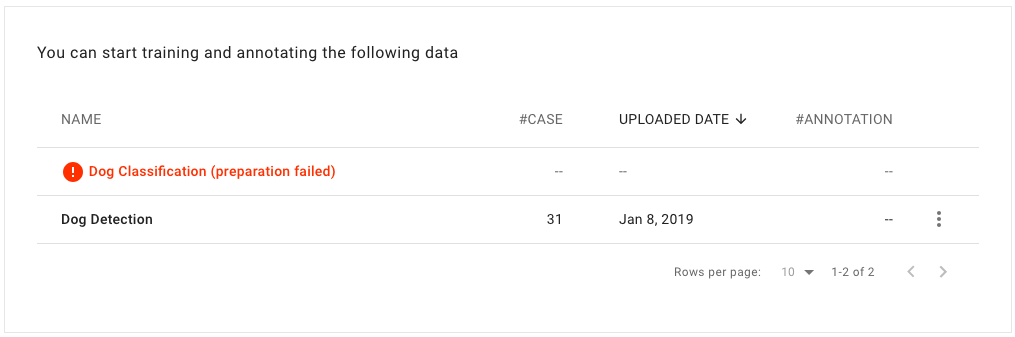 You can start training and annotating the following data
NAME #CASE UPLOADED DATE #ANNOTATION
Dog Classification (preparation failed) -- -- --
Dog Detection 31 Jan 8, 2019 --
Rows per page: 10 1-2 of 2